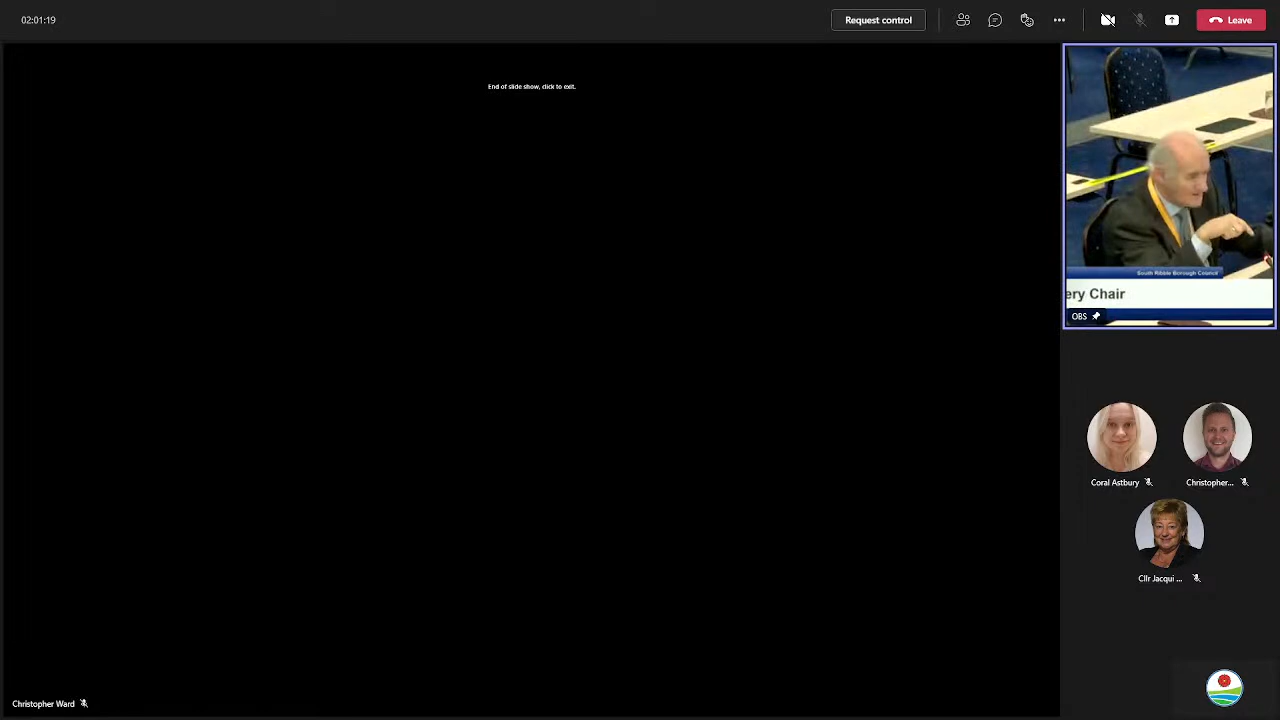 02:01:19
Request control
Leave
End of slide show, click to exit.
South Ribble Borough Council
ery Chair
OBS
Coral Astbury
Christopher...
Cllr Jacqui ...
Christopher Ward